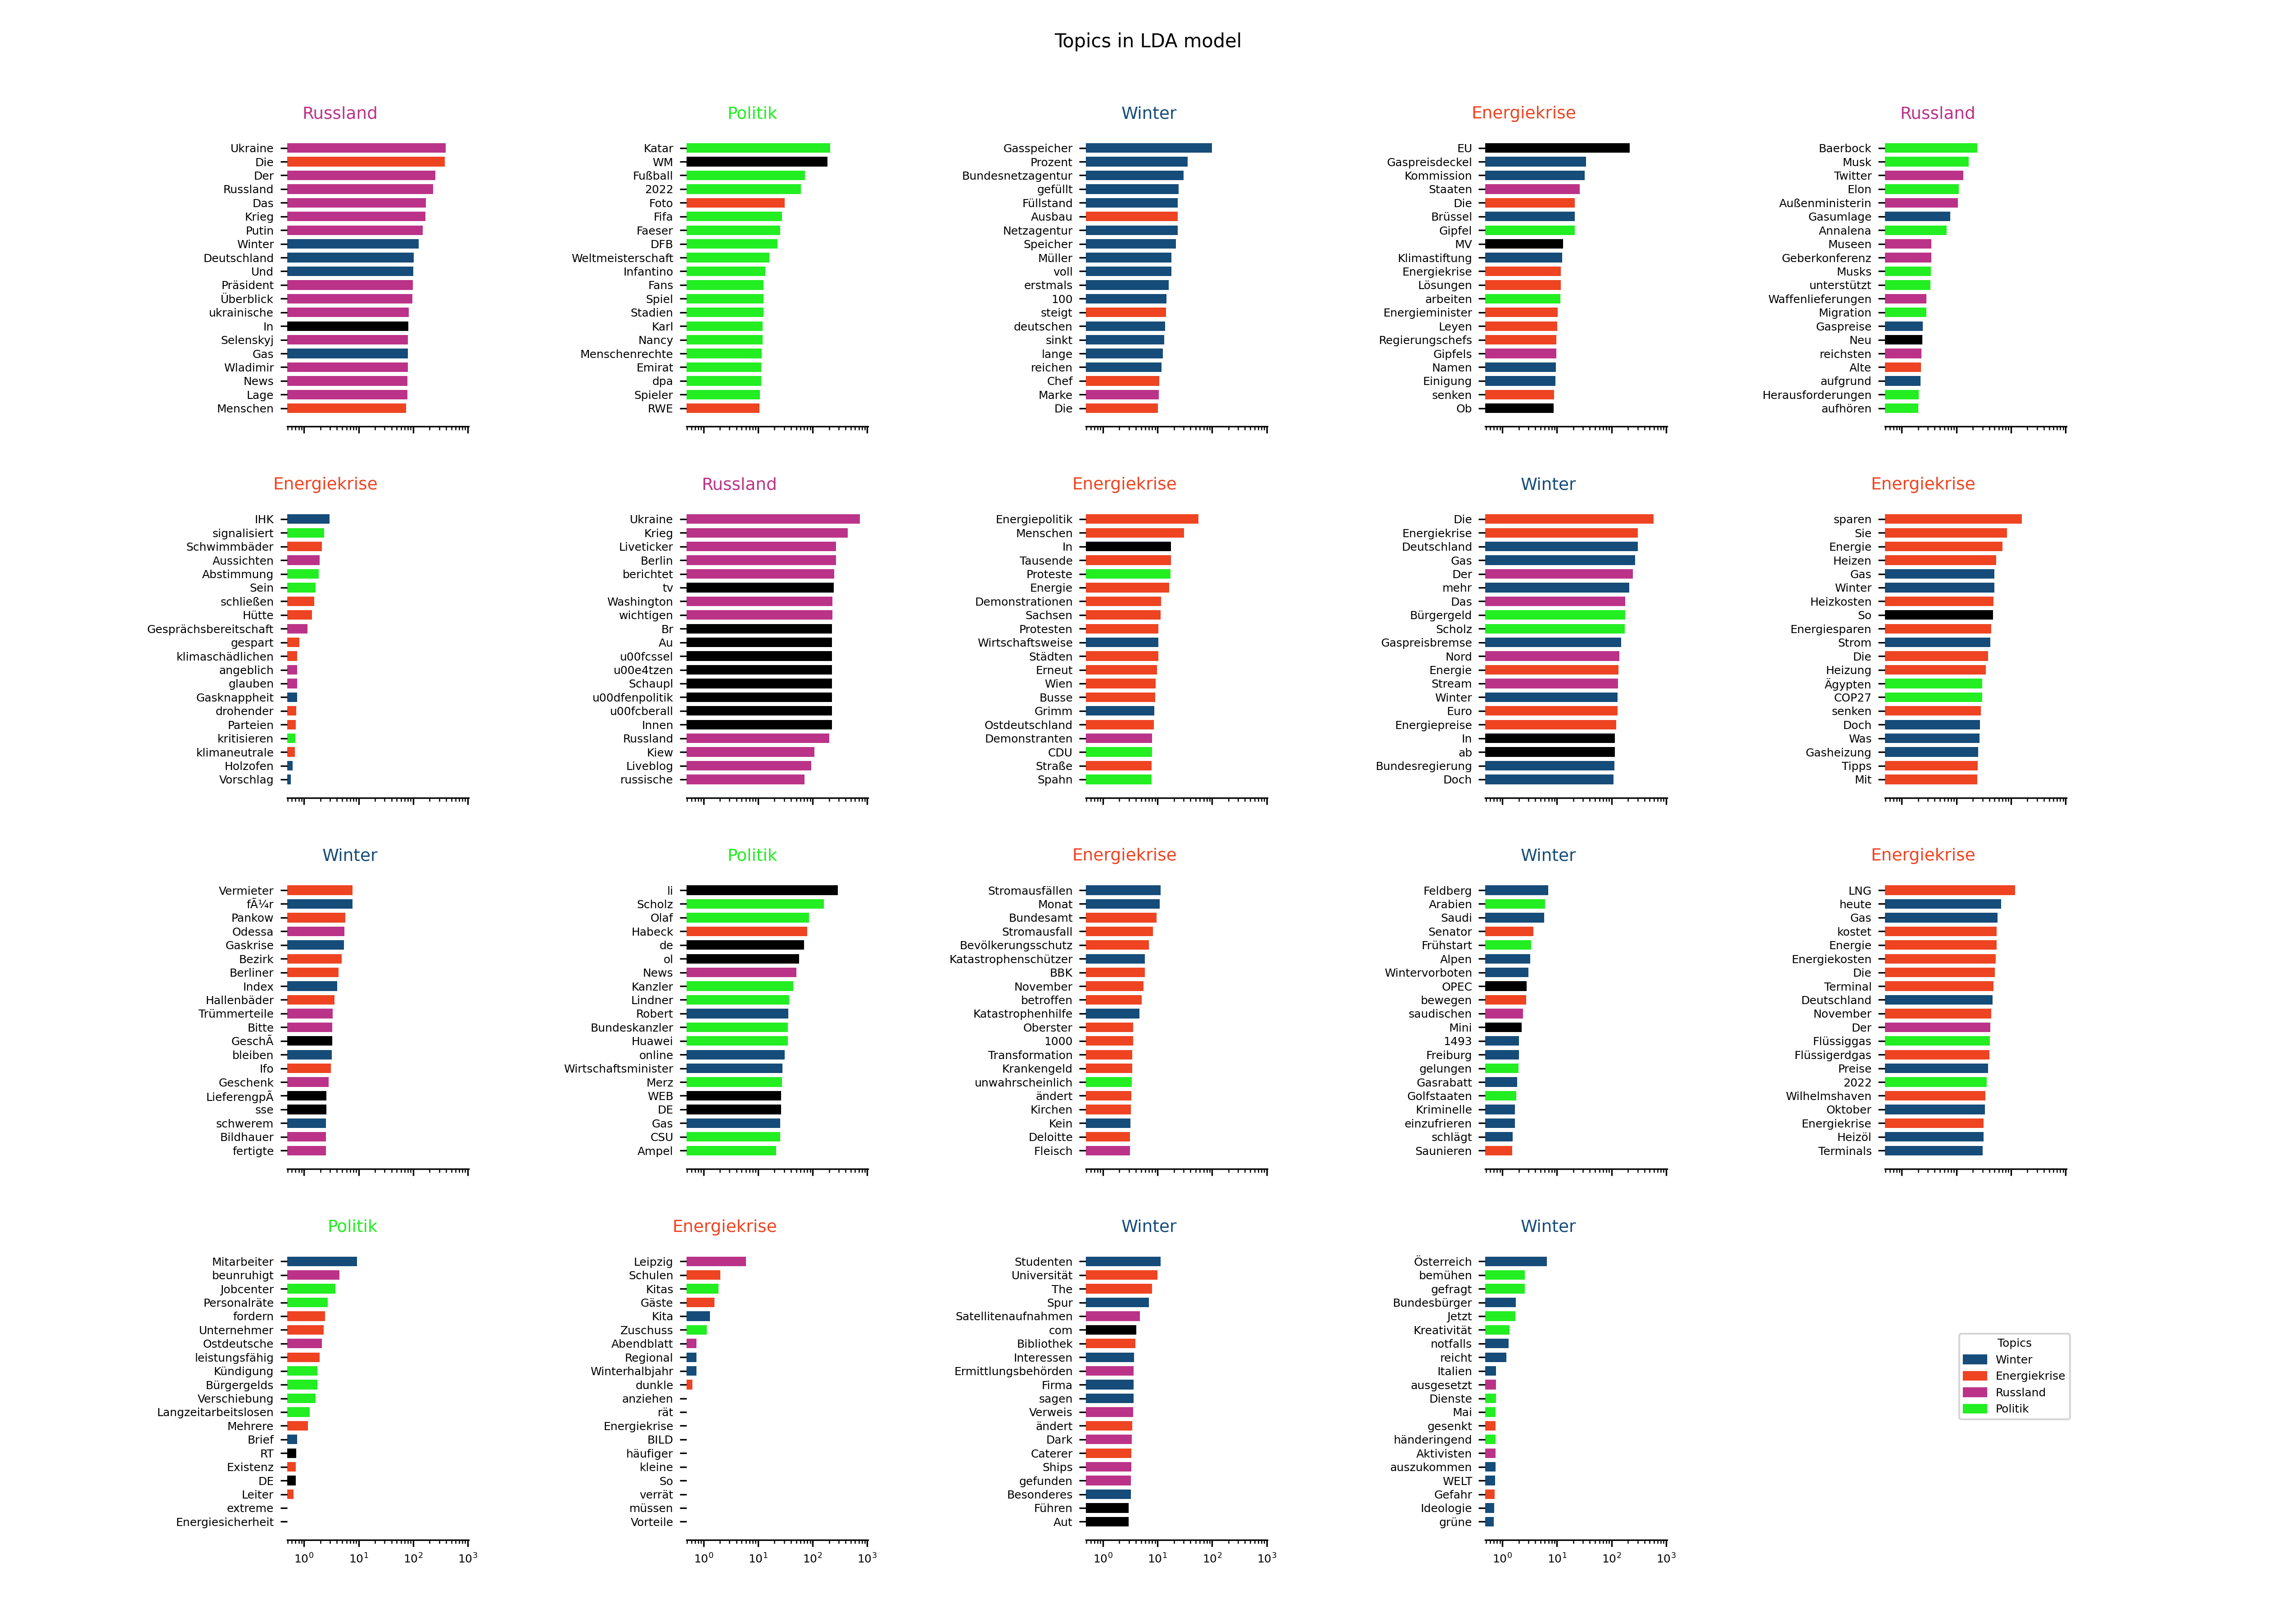 Topics in LDA model
Russland
Ukraine
Die
Der
Russland
Das
Krieg
Putin
Winter
Deutschland
Und
Präsident
Überblick
ukrainische
In
Selenskyj
Gas
Wladimir
News
Lage
Menschen
Politik
Katar
WM
Fußball
2022
Foto
Fifa
Faeser
DFB
Weltmeisterschaft
Infantino
Fans
Spiel
Stadien
Karl
Nancy
Menschenrechte
Emirat
dpa
Spieler
RWE
Winter
Gasspeicher
Prozent
Bundesnetzagentur
gefüllt
Füllstand
Ausbau
Netzagentur
Speicher
Müller
voll
erstmals
100
steigt
deutschen
sinkt
lange
reichen
Chef
Marke
Die
Energiekrise
EU
Gaspreisdeckel
Kommission
Staaten
Die
Brüssel
Gipfel
MV
Klimastiftung
Energiekrise
Lösungen
arbeiten
Energieminister
Leyen
Regierungschefs
Gipfels
Namen
Einigung
senken
Ob
Russland
Baerbock
Musk
Twitter
Elon
Außenministerin
Gasumlage
Annalena
Museen
Geberkonferenz
Musks
unterstützt
Waffenlieferungen
Migration
Gaspreise
Neu
reichsten
Alte
aufgrund
Herausforderungen
aufhören
Energiekrise
IHK
signalisiert
Schwimmbäder
Aussichten
Abstimmung
Sein
schließen
Hütte
Gesprächsbereitschaft
gespart
klimaschädlichen
angeblich
glauben
Gasknappheit
drohender
Parteien
kritisieren
klimaneutrale
Holzofen
Vorschlag
Russland
Ukraine
Krieg
Liveticker
Berlin
berichtet
tv
Washington
wichtigen
Br
Au
u00fcssel
u00e4tzen
Schaupl
u00dfenpolitik
u00fcberall
Innen
Russland
Kiew
Liveblog
russische
Energiekrise
Energiepolitik
Menschen
In
Tausende
Proteste
Energie
Demonstrationen
Sachsen
Protesten
Wirtschaftsweise
Städten
Erneut
Wien
Busse
Grimm
Ostdeutschland
Demonstranten
CDU
Straße
Spahn
Winter
Die
Energiekrise
Deutschland
Gas
Der
mehr
Das
Bürgergeld
Scholz
Gaspreisbremse
Nord
Energie
Stream
Winter
Euro
Energiepreise
In
ab
Bundesregierung
Doch
Energiekrise
sparen
Sie
Energie
Heizen
Gas
Winter
Heizkosten
So
Energiesparen
Strom
Die
Heizung
Ägypten
COP27
senken
Doch
Was
Gasheizung
Tipps
Mit
Winter
Vermieter
fÃ¼r
Pankow
Odessa
Gaskrise
Bezirk
Berliner
Index
Hallenbäder
Trümmerteile
Bitte
GeschÃ
bleiben
Ifo
Geschenk
LieferengpÃ
sse
schwerem
Bildhauer
fertigte
Politik
li
Scholz
Olaf
Habeck
de
ol
News
Kanzler
Lindner
Robert
Bundeskanzler
Huawei
online
Wirtschaftsminister
Merz
WEB
DE
Gas
CSU
Ampel
Energiekrise
Stromausfällen
Monat
Bundesamt
Stromausfall
Bevölkerungsschutz
Katastrophenschützer
BBK
November
betroffen
Katastrophenhilfe
Oberster
1000
Transformation
Krankengeld
unwahrscheinlich
ändert
Kirchen
Kein
Deloitte
Fleisch
Winter
Feldberg
Arabien
Saudi
Senator
Frühstart
Alpen
Wintervorboten
OPEC
bewegen
saudischen
Mini
1493
Freiburg
gelungen
Gasrabatt
Golfstaaten
Kriminelle
einzufrieren
schlägt
Saunieren
Energiekrise
LNG
heute
Gas
kostet
Energie
Energiekosten
Die
Terminal
Deutschland
November
Der
Flüssiggas
Flüssigerdgas
Preise
2022
Wilhelmshaven
Oktober
Energiekrise
Heizöl
Terminals
Politik
Mitarbeiter
beunruhigt
Jobcenter
Personalräte
fordern
Unternehmer
Ostdeutsche
leistungsfähig
Kündigung
Bürgergelds
Verschiebung
Langzeitarbeitslosen
Mehrere
Brief
RT
Existenz
DE
Leiter
extreme
Energiesicherheit
10⁰ 10¹ 10² 10³
Energiekrise
Leipzig
Schulen
Kitas
Gäste
Kita
Zuschuss
Abendblatt
Regional
Winterhalbjahr
dunkle
anziehen
rät
Energiekrise
BILD
häufiger
kleine
So
verrät
müssen
Vorteile
10⁰ 10¹ 10² 10³
Winter
Studenten
Universität
The
Spur
Satellitenaufnahmen
com
Bibliothek
Interessen
Ermittlungsbehörden
Firma
sagen
Verweis
ändert
Dark
Caterer
Ships
gefunden
Besonderes
Führen
Aut
10⁰ 10¹ 10² 10³
Winter
Österreich
bemühen
gefragt
Bundesbürger
Jetzt
Kreativität
notfalls
reicht
Italien
ausgesetzt
Dienste
Mai
gesenkt
händeringend
Aktivisten
auszukommen
WELT
Gefahr
Ideologie
grüne
10⁰ 10¹ 10² 10³
Topics
Winter
Energiekrise
Russland
Politik